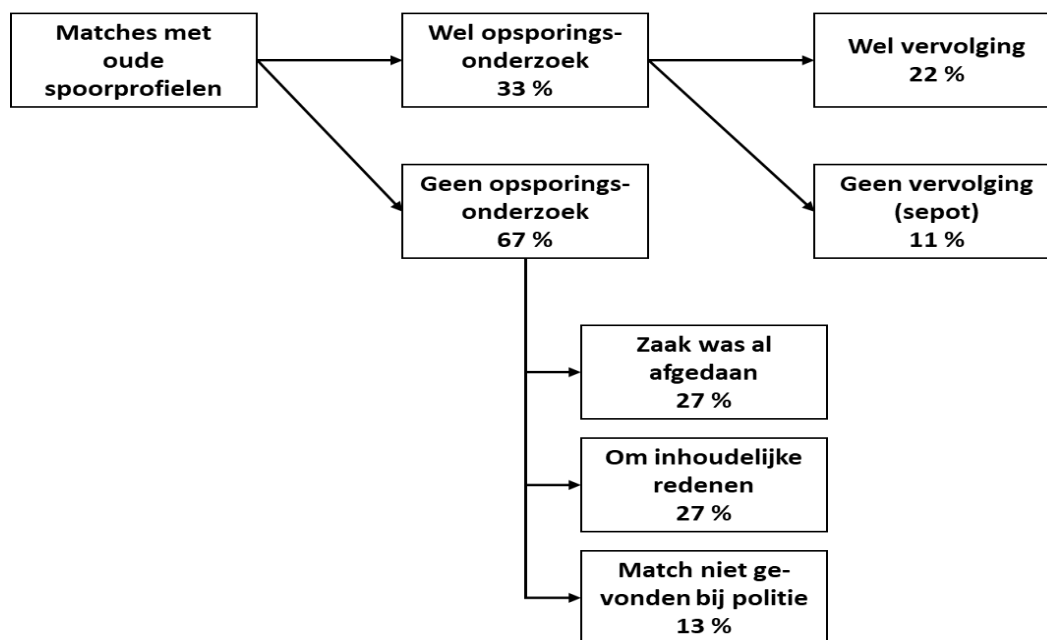 Matches met
oude
spoorprofielen
Wel opsporings-
onderzoek
33 %
Wel vervolging
22 %
Geen opsporings-
onderzoek
67 %
Geen vervolging
(sepot)
11 %
Zaak was al
afgedaan
27 %
Om inhoudelijke
redenen
27 %
Match niet ge-
vonden bij politie
13 %